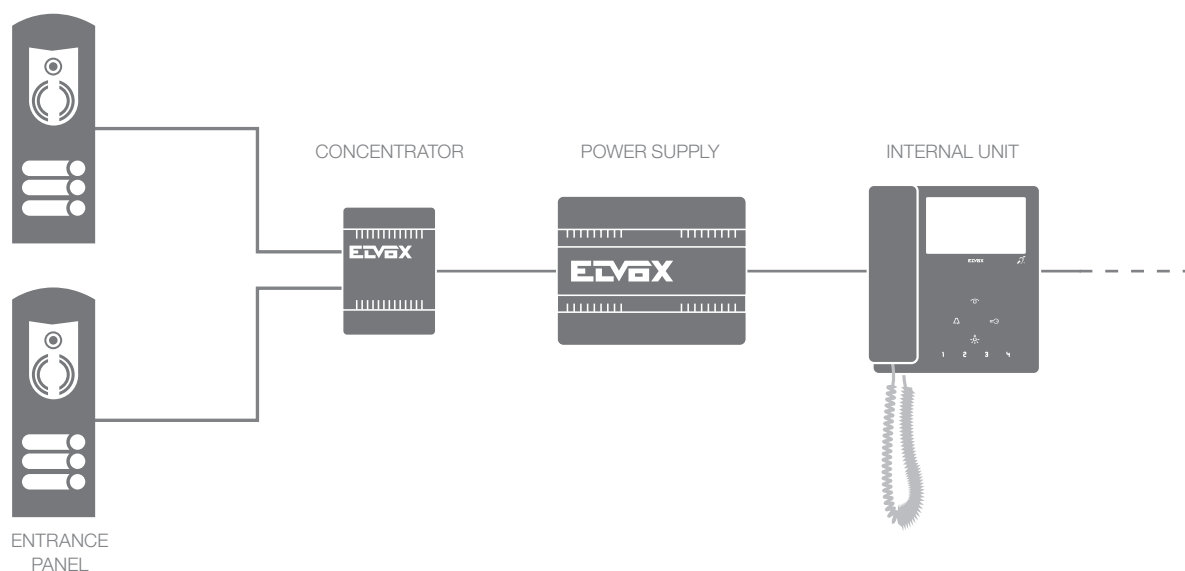 CONCENTRATOR
POWER SUPPLY
INTERNAL UNIT
ELVOX
ELVOX
ELVOX
1 2 3 4
ENTRANCE
PANEL